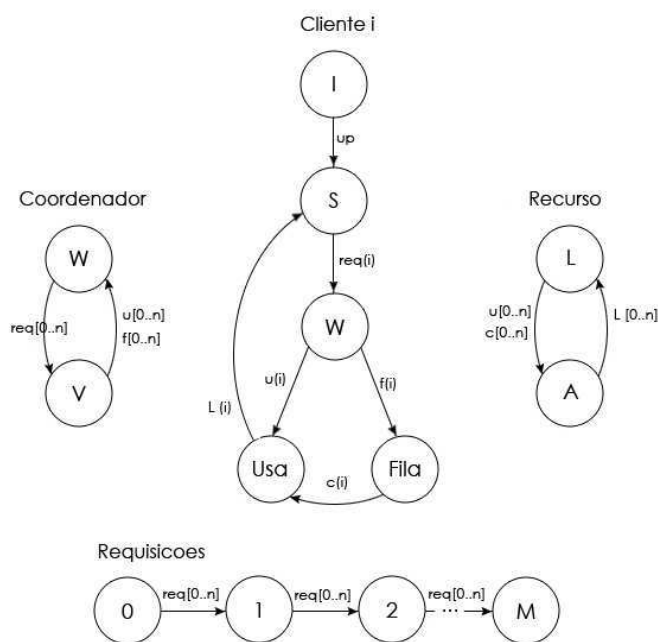 Cliente i
I
up
Coordenador
S
Recurso
W
req(i)
L
req[0..n]
u[0..n]
f[0..n]
W
u[0..n]
c[0..n]
L [0..n]
V
u(i)
f(i)
A
L (i)
Usa
Fila
c(i)
Requisicoes
0
req[0..n]
1
req[0..n]
2
req[0..n]
...
M